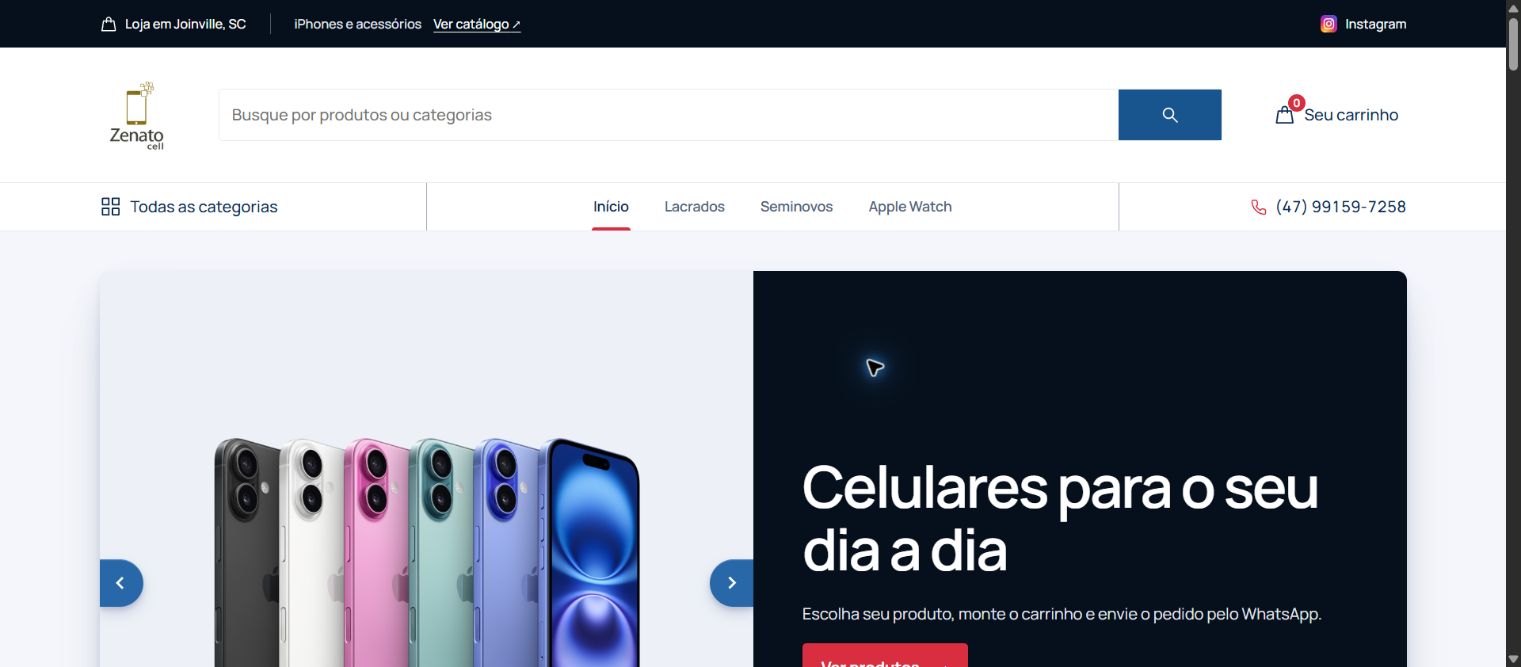 Loja em Joinville, SC
iPhones e acessórios
Ver catálogo ↗
Instagram
Zenato
cell
Busque por produtos ou categorias
0
Seu carrinho
Todas as categorias
Início
Lacrados
Seminovos
Apple Watch
(47) 99159-7258
Celulares para o seu
dia a dia
Escolha seu produto, monte o carrinho e envie o pedido pelo WhatsApp.
Ver produtos